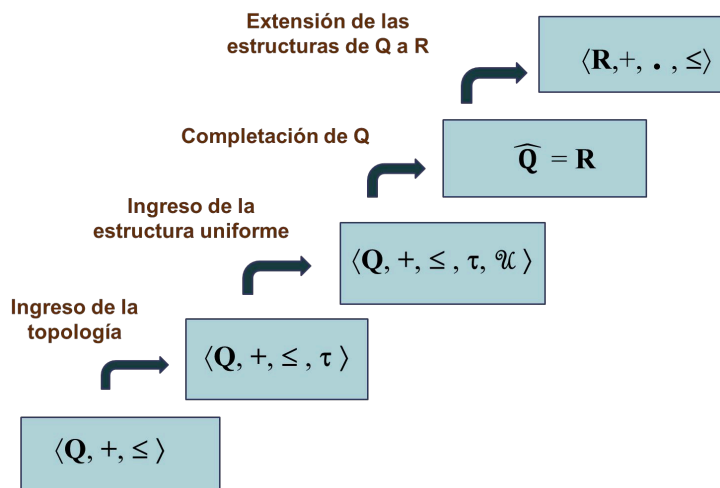 Extensión de las
estructuras de Q a R
⟨R,+, . , ≤⟩
Completación de Q
Q̂ = R
Ingreso de la
estructura uniforme
⟨Q, +, ≤ , τ, 𝒰 ⟩
Ingreso de la
topología
⟨Q, +, ≤ , τ ⟩
⟨Q, +, ≤ ⟩